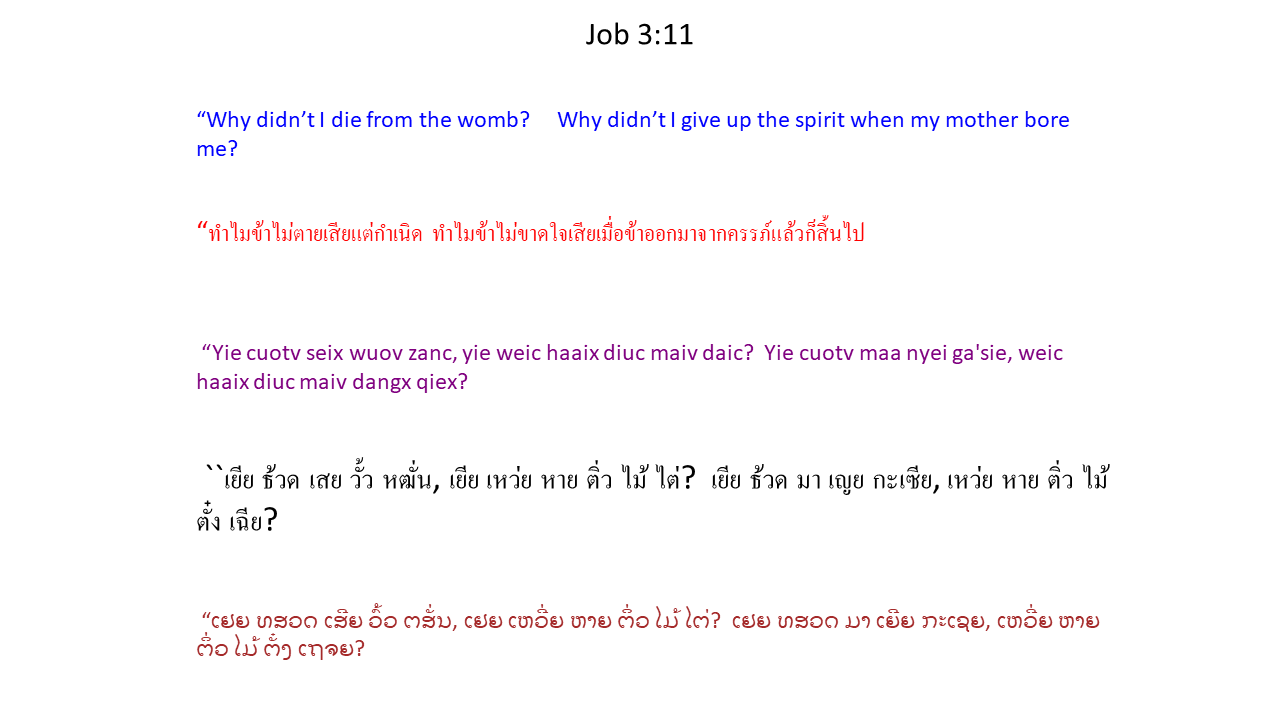 Job 3:11
“Why didn’t I die from the womb? Why didn’t I give up the spirit when my mother bore
me?
“ทำไมข้าไม่ตายเสียแต่กำเนิด ทำไมข้าไม่ขาดใจเสียเมื่อข้าออกมาจากครรภ์แล้วก็สิ้นไป
“Yie cuotv seix wuov zanc, yie weic haaix diuc maiv daic? Yie cuotv maa nyei ga'sie, weic
haaix diuc maiv dangx qiex?
``เยีย ธ้วด เสย วั้ว หฒั่น, เยีย เหว่ย หาย ติ่ว ไม้ ไต่? เยีย ธ้วด มา เญย กะเซีย, เหว่ย หาย ติ่ว ไม้
ตั๋ง เฉีย?
“ເຢຍ ທສວດ ເສີຍ ວົ້ວ ຕສັ່ນ, ເຢຍ ເຫວີ່ຍ ຫາຍ ຕິ່ວ ໄມ້ ໄຕ່? ເຢຍ ທສວດ ມາ ເຍີຍ ກະເຊຍ, ເຫວີ່ຍ ຫາຍ
ຕິ່ວ ໄມ້ ຕັ໋ງ ເຖຈຍ?